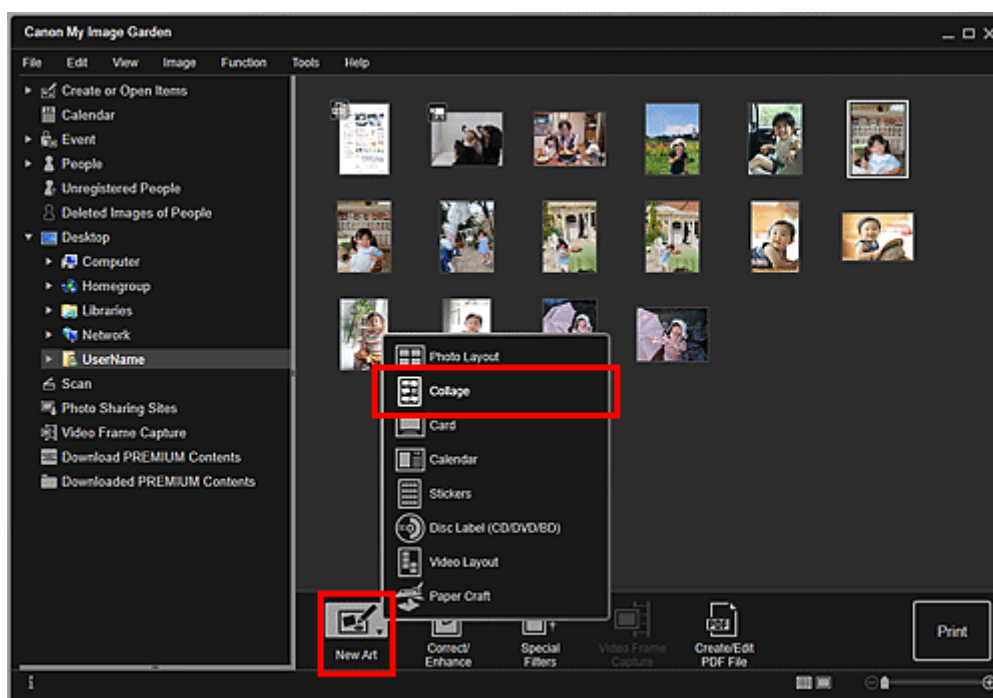 Canon My Image Garden
File Edit View Image Function Tools Help
Create or Open Items
Calendar
Event
People
Unregistered People
Deleted Images of People
Desktop
Computer
Homegroup
Libraries
Network
UserName
Scan
Photo Sharing Sites
Video Frame Capture
Download PREMIUM Contents
Downloaded PREMIUM Contents
Photo Layout
Collage
Card
Calendar
Stickers
Disc Label (CD/DVD/BD)
Video Layout
Paper Craft
New Art
Correct/
Enhance
Special
Filters
Video Frame
Capture
PDF
Create/Edit
PDF File
Print